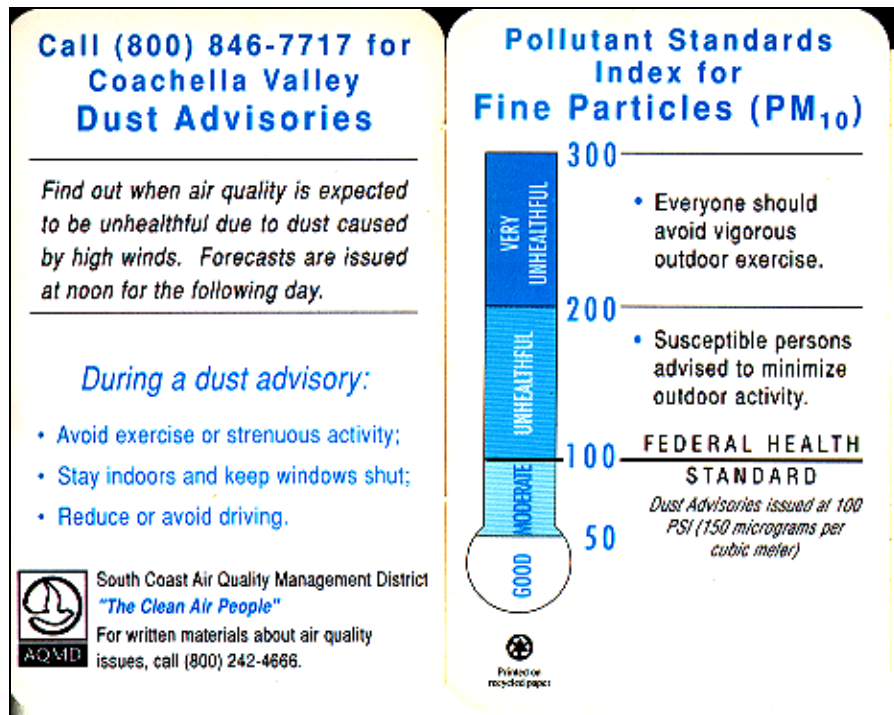 Call (800) 846-7717 for
Coachella Valley
Dust Advisories
Find out when air quality is expected
to be unhealthful due to dust caused
by high winds. Forecasts are issued
at noon for the following day.
During a dust advisory:
• Avoid exercise or strenuous activity;
• Stay indoors and keep windows shut;
• Reduce or avoid driving.
AQMD
South Coast Air Quality Management District
"The Clean Air People"
For written materials about air quality
issues, call (800) 242-4666.
Pollutant Standards
Index for
Fine Particles (PM10)
300
VERY
UNHEALTHFUL
• Everyone should
avoid vigorous
outdoor exercise.
200
UNHEALTHFUL
• Susceptible persons
advised to minimize
outdoor activity.
100
FEDERAL HEALTH
STANDARD
MODERATE
Dust Advisories issued at 100
PSI (150 micrograms per
cubic meter)
50
GOOD
Printed on
recycled paper